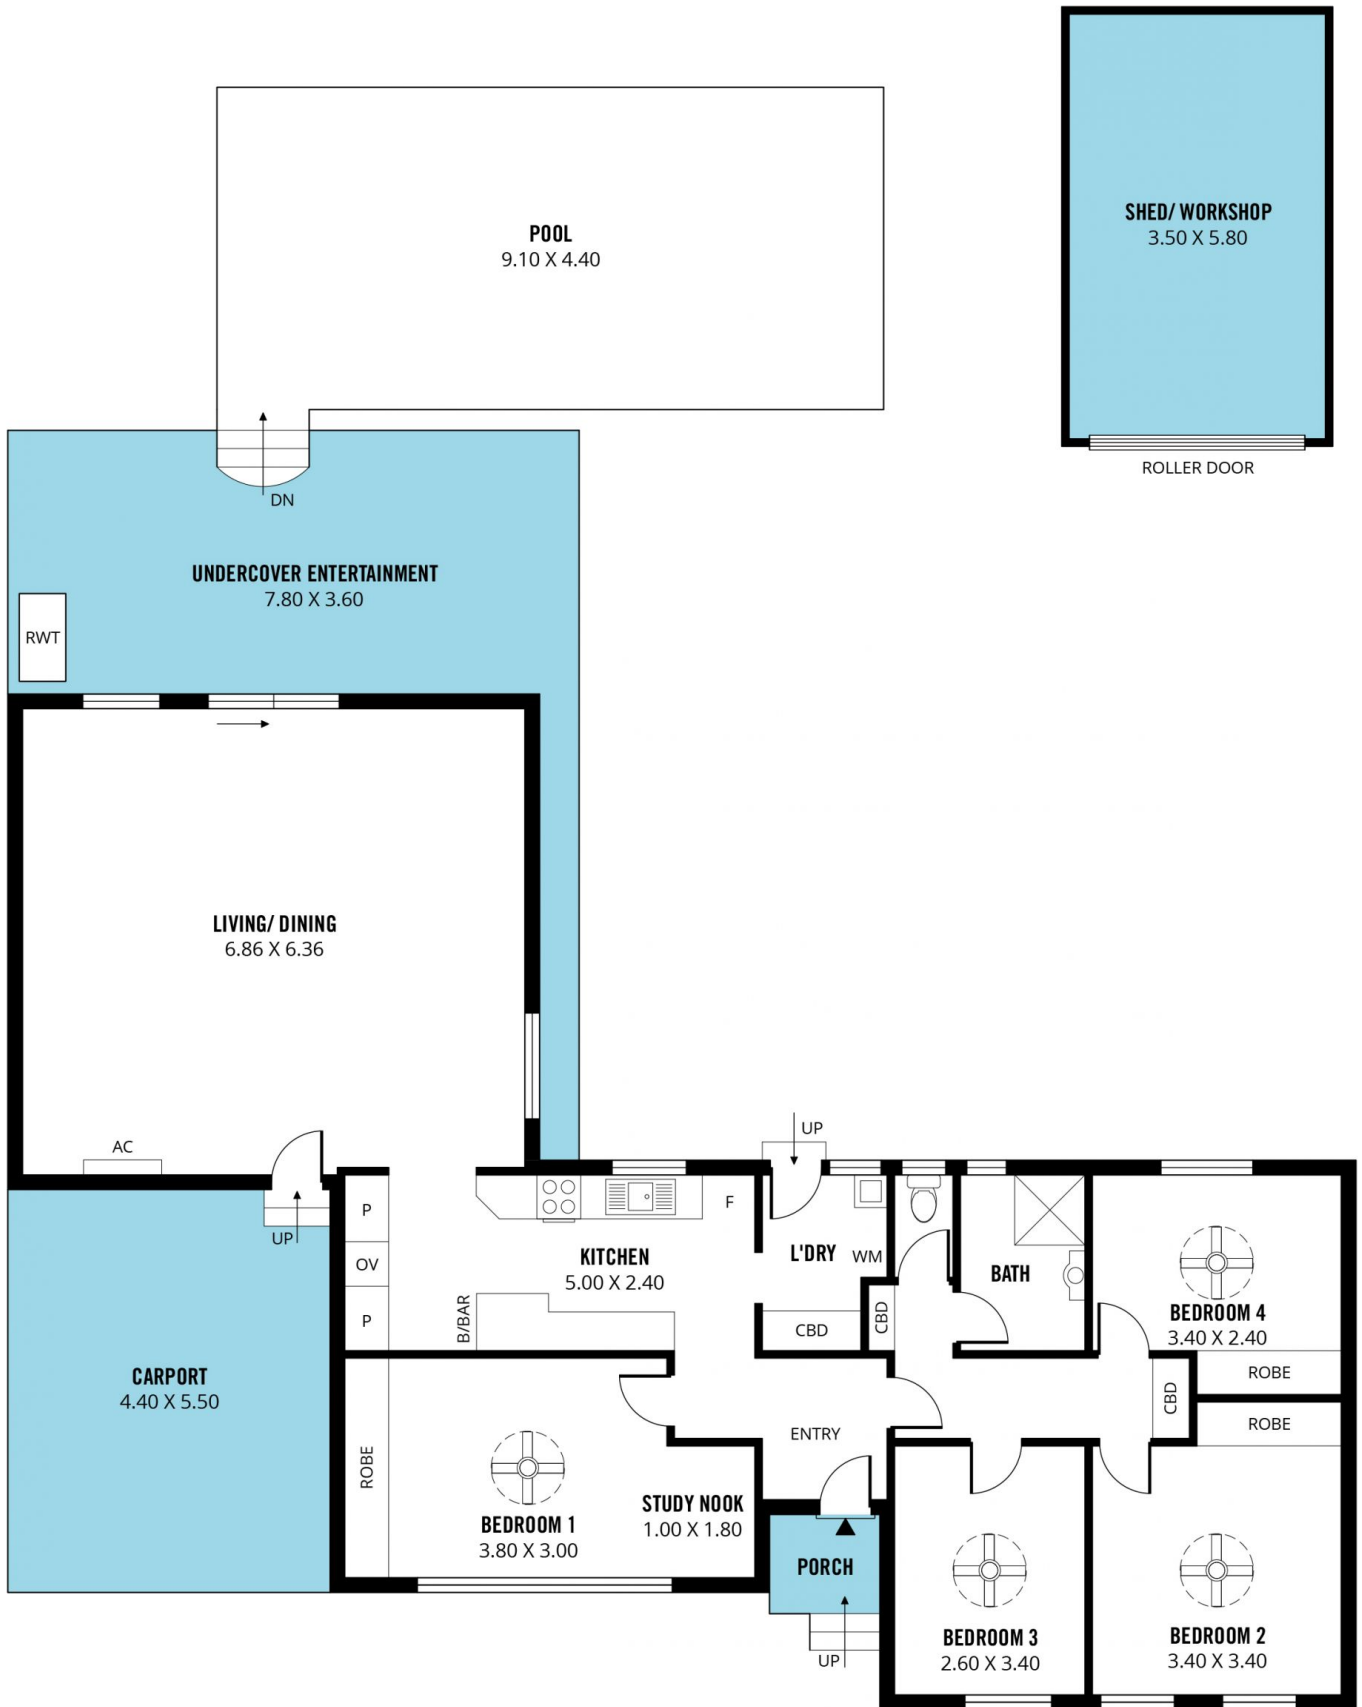 POOL
9.10 X 4.40
SHED/ WORKSHOP
3.50 X 5.80
ROLLER DOOR
DN
UNDERCOVER ENTERTAINMENT
7.80 X 3.60
RWT
LIVING/ DINING
6.86 X 6.36
AC
UP
P
OV
P
B/BAR
KITCHEN
5.00 X 2.40
F
UP
L'DRY
WM
CBD
CBD
BATH
BEDROOM 4
3.40 X 2.40
ROBE
CBD
ROBE
CARPORT
4.40 X 5.50
ROBE
BEDROOM 1
3.80 X 3.00
STUDY NOOK
1.00 X 1.80
ENTRY
PORCH
UP
BEDROOM 3
2.60 X 3.40
BEDROOM 2
3.40 X 3.40